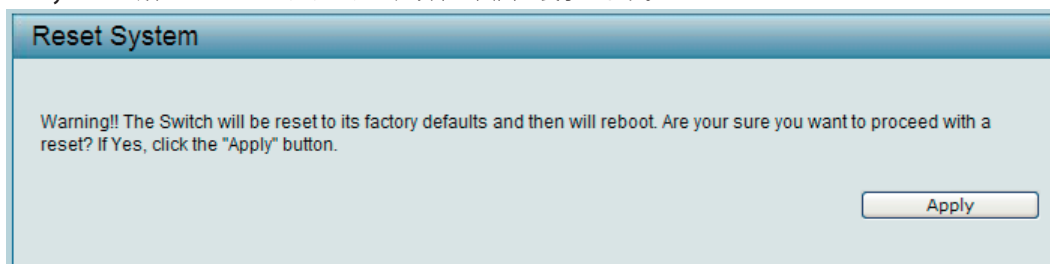 Reset System
Warning!! The Switch will be reset to its factory defaults and then will reboot. Are your sure you want to proceed with a
reset? If Yes, click the "Apply" button.
Apply